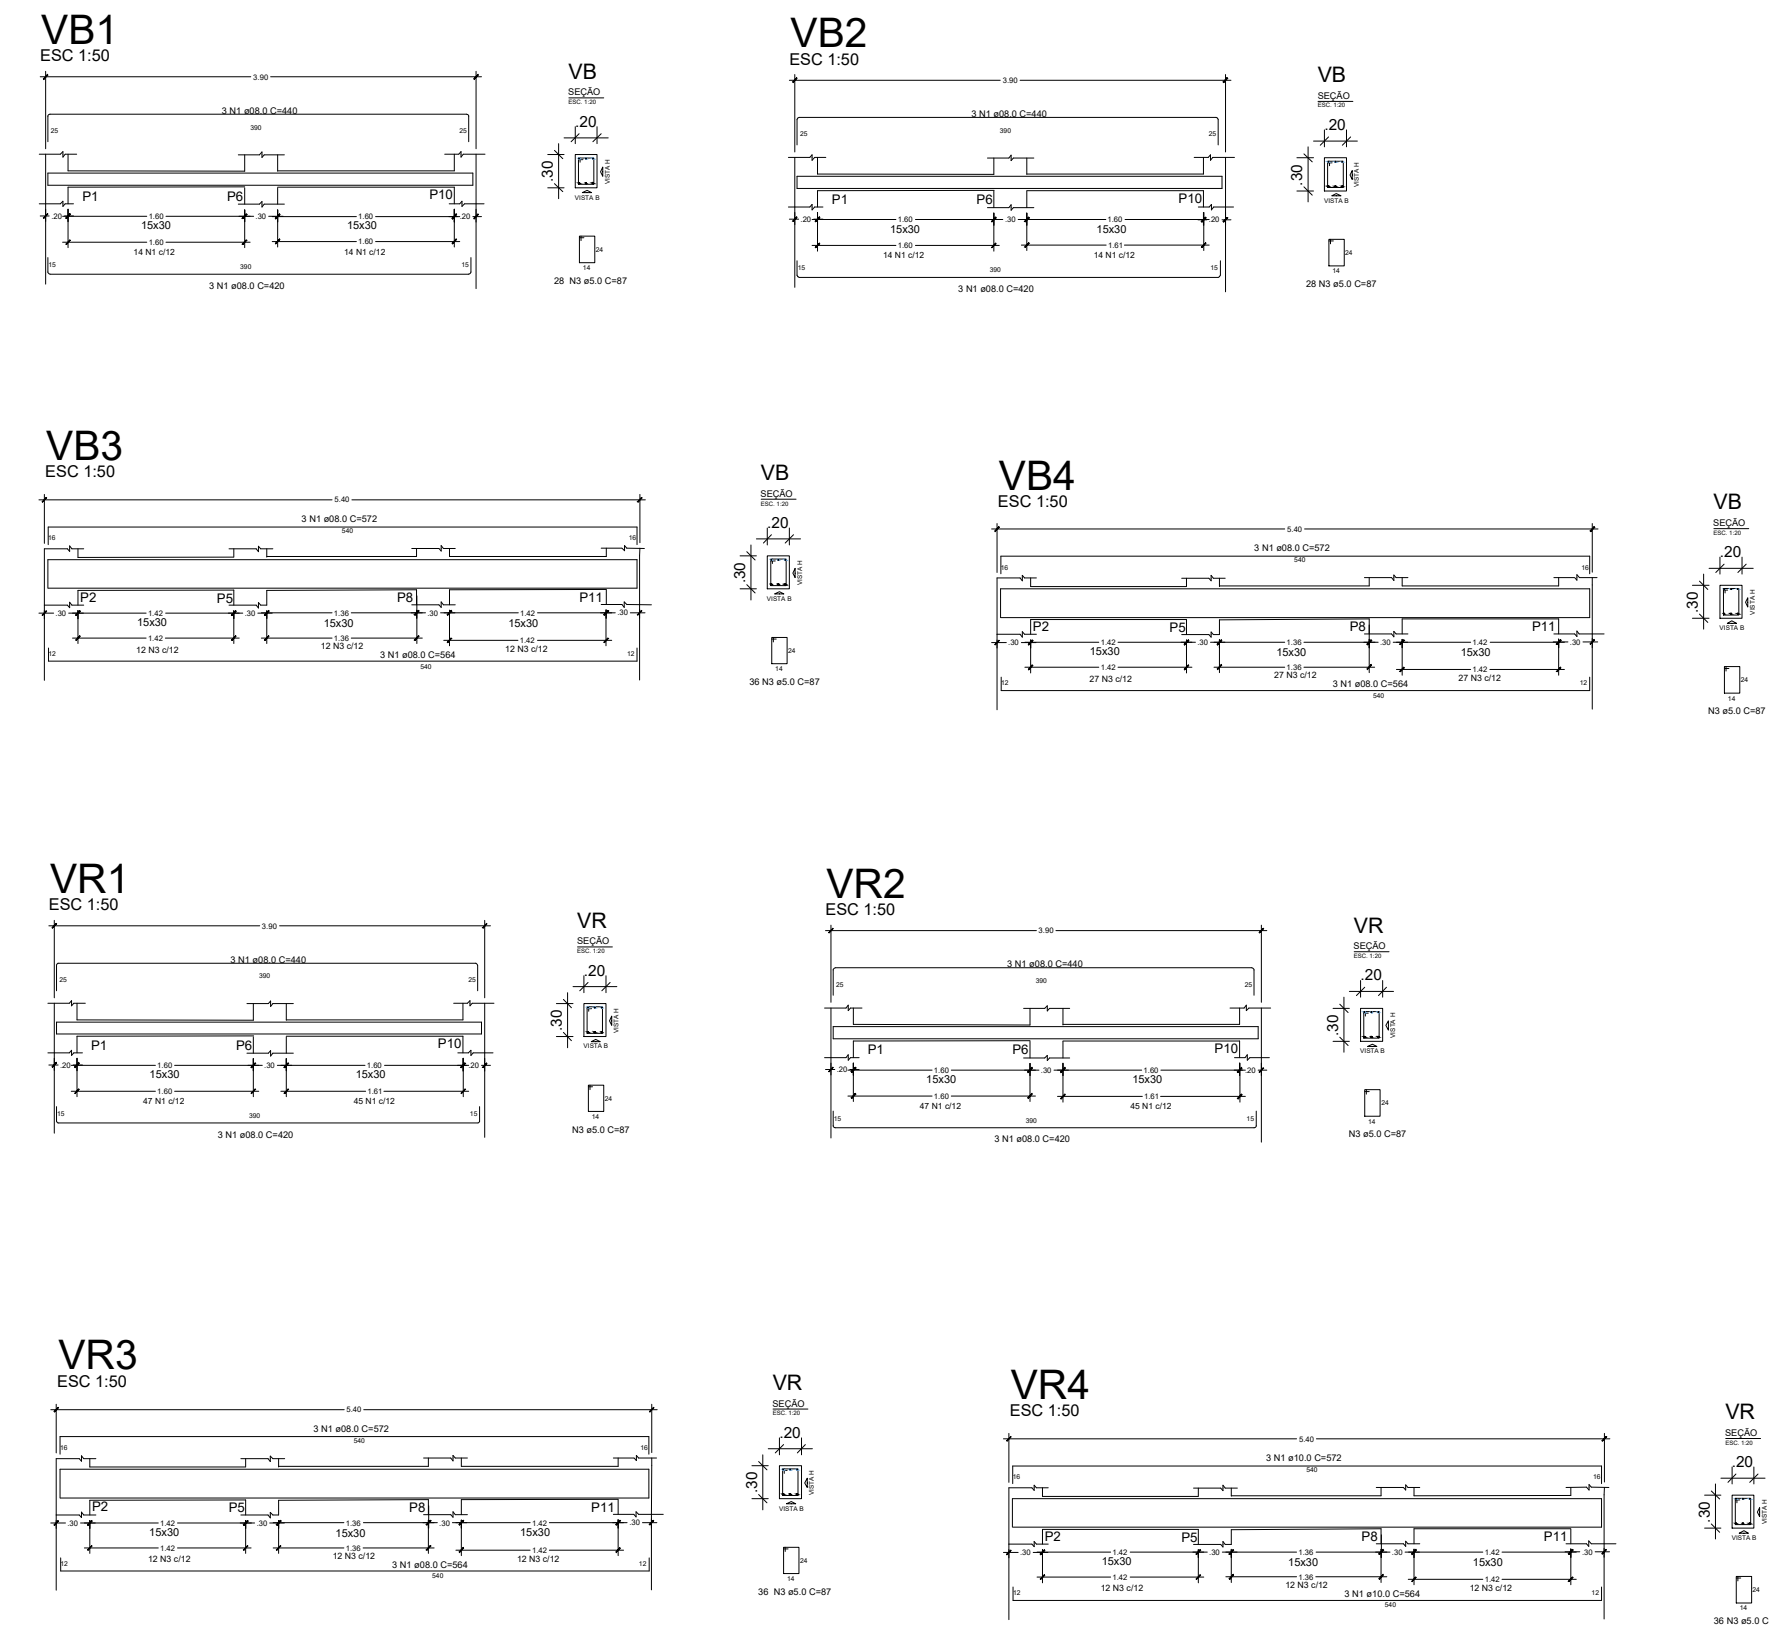 VB1
ESC 1:50
3.90
3 N1 ø08.0 C=440
390
25
25
P1
P6
P10
.20
1.60
.30
1.60
.20
15x30
15x30
1.60
1.60
14 N1 c/12
14 N1 c/12
15
390
15
3 N1 ø08.0 C=420
VB
SEÇÃO
ESC. 1:20
.20
.30
VISTA H
VISTA B
24
14
28 N3 ø5.0 C=87
VB2
ESC 1:50
3.90
3 N1 ø08.0 C=440
390
25
25
P1
P6
P10
.20
1.60
.30
1.60
.20
15x30
15x30
1.60
1.61
14 N1 c/12
14 N1 c/12
15
390
15
3 N1 ø08.0 C=420
VB
SEÇÃO
ESC. 1:20
.20
.30
VISTA H
VISTA B
24
14
28 N3 ø5.0 C=87
VB3
ESC 1:50
5.40
3 N1 ø08.0 C=572
540
16
16
P2
P5
P8
P11
.30
1.42
.30
1.36
.30
1.42
.30
15x30
15x30
15x30
1.42
1.36
1.42
12 N3 c/12
12 N3 c/12
12 N3 c/12
12
3 N1 ø08.0 C=564
12
540
VB
SEÇÃO
ESC. 1:20
.20
.30
VISTA H
VISTA B
24
14
36 N3 ø5.0 C=87
VB4
ESC 1:50
5.40
3 N1 ø08.0 C=572
540
16
16
P2
P5
P8
P11
.30
1.42
.30
1.36
.30
1.42
.30
15x30
15x30
15x30
1.42
1.36
1.42
27 N3 c/12
27 N3 c/12
27 N3 c/12
12
3 N1 ø08.0 C=564
12
540
VB
SEÇÃO
ESC. 1:20
.20
.30
VISTA H
VISTA B
24
14
N3 ø5.0 C=87
VR1
ESC 1:50
3.90
3 N1 ø08.0 C=440
390
25
25
P1
P6
P10
.20
1.60
.30
1.60
.20
15x30
15x30
1.60
1.61
47 N1 c/12
45 N1 c/12
15
390
15
3 N1 ø08.0 C=420
VR
SEÇÃO
ESC. 1:20
.20
.30
VISTA H
VISTA B
24
14
N3 ø5.0 C=87
VR2
ESC 1:50
3.90
3 N1 ø08.0 C=440
390
25
25
P1
P6
P10
.20
1.60
.30
1.60
.20
15x30
15x30
1.60
1.61
47 N1 c/12
45 N1 c/12
15
390
15
3 N1 ø08.0 C=420
VR
SEÇÃO
ESC. 1:20
.20
.30
VISTA H
VISTA B
24
14
N3 ø5.0 C=87
VR3
ESC 1:50
5.40
3 N1 ø08.0 C=572
540
16
16
P2
P5
P8
P11
.30
1.42
.30
1.36
.30
1.42
.30
15x30
15x30
15x30
1.42
1.36
1.42
12 N3 c/12
12 N3 c/12
12 N3 c/12
12
3 N1 ø08.0 C=564
12
540
VR
SEÇÃO
ESC. 1:20
.20
.30
VISTA H
VISTA B
24
14
36 N3 ø5.0 C=87
VR4
ESC 1:50
5.40
3 N1 ø10.0 C=572
540
16
16
P2
P5
P8
P11
.30
1.42
.30
1.36
.30
1.42
.30
15x30
15x30
15x30
1.42
1.36
1.42
12 N3 c/12
12 N3 c/12
12 N3 c/12
12
3 N1 ø10.0 C=564
12
540
VR
SEÇÃO
ESC. 1:20
.20
.30
VISTA H
VISTA B
24
14
36 N3 ø5.0 C